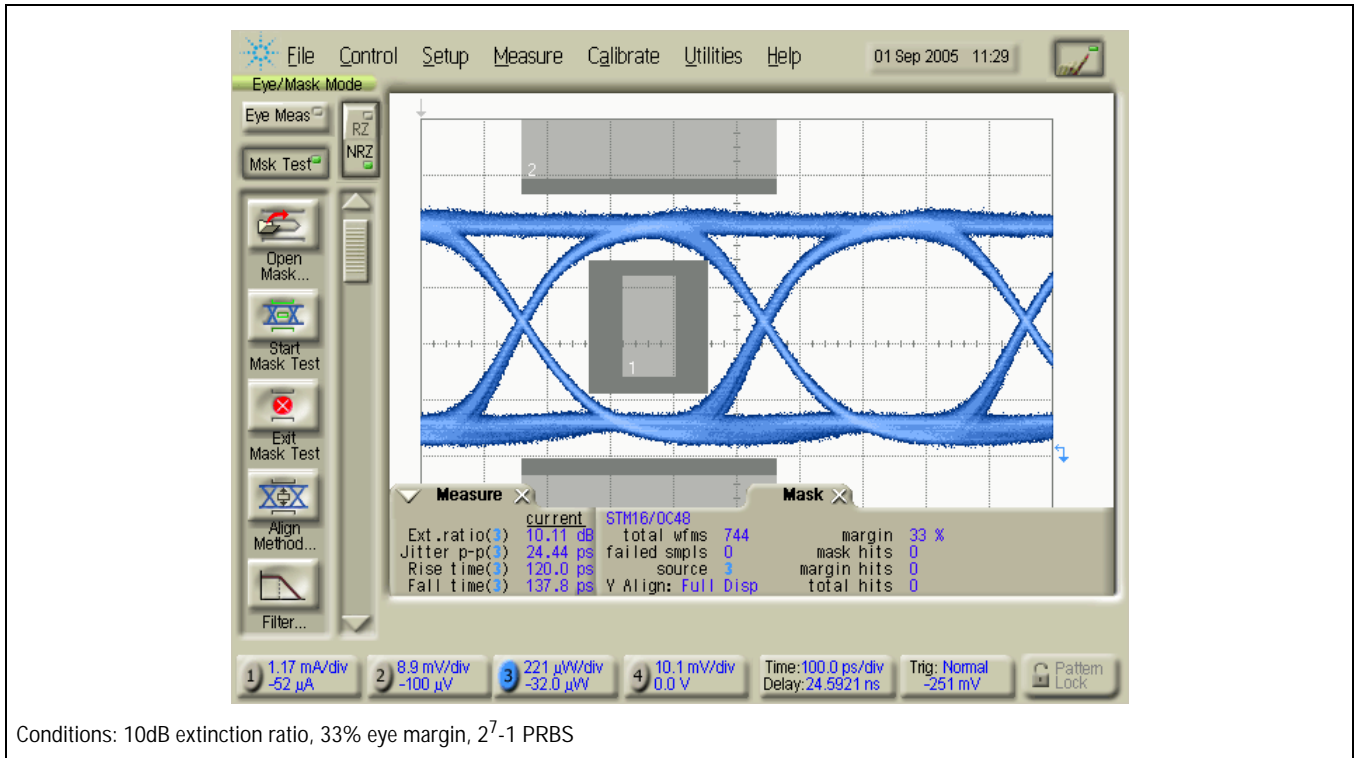 File Control Setup Measure Calibrate Utilities Help 01 Sep 2005 11:29
Eye/Mask Mode
Eye Meas
RZ
NRZ
Msk Test
Open
Mask...
Start
Mask Test
Exit
Mask Test
Align
Method...
Filter...
2
1
Measure
current
Ext.ratio(3) 10.11 dB
Jitter p-p(3) 24.44 ps
Rise time(3) 120.0 ps
Fall time(3) 137.8 ps
Mask
STM16/OC48
total wfms 744 margin 33 %
failed smpls 0 mask hits 0
source 3 margin hits 0
Y Align: Full Disp total hits 0
1 1.17 mA/div
-52 µA
2 8.9 mV/div
-100 µV
3 221 µW/div
-32.0 µW
4 10.1 mV/div
0.0 V
Time:100.0 ps/div
Delay:24.5921 ns
Trig: Normal
-251 mV
Pattern
Lock
Conditions: 10dB extinction ratio, 33% eye margin, 2⁷-1 PRBS